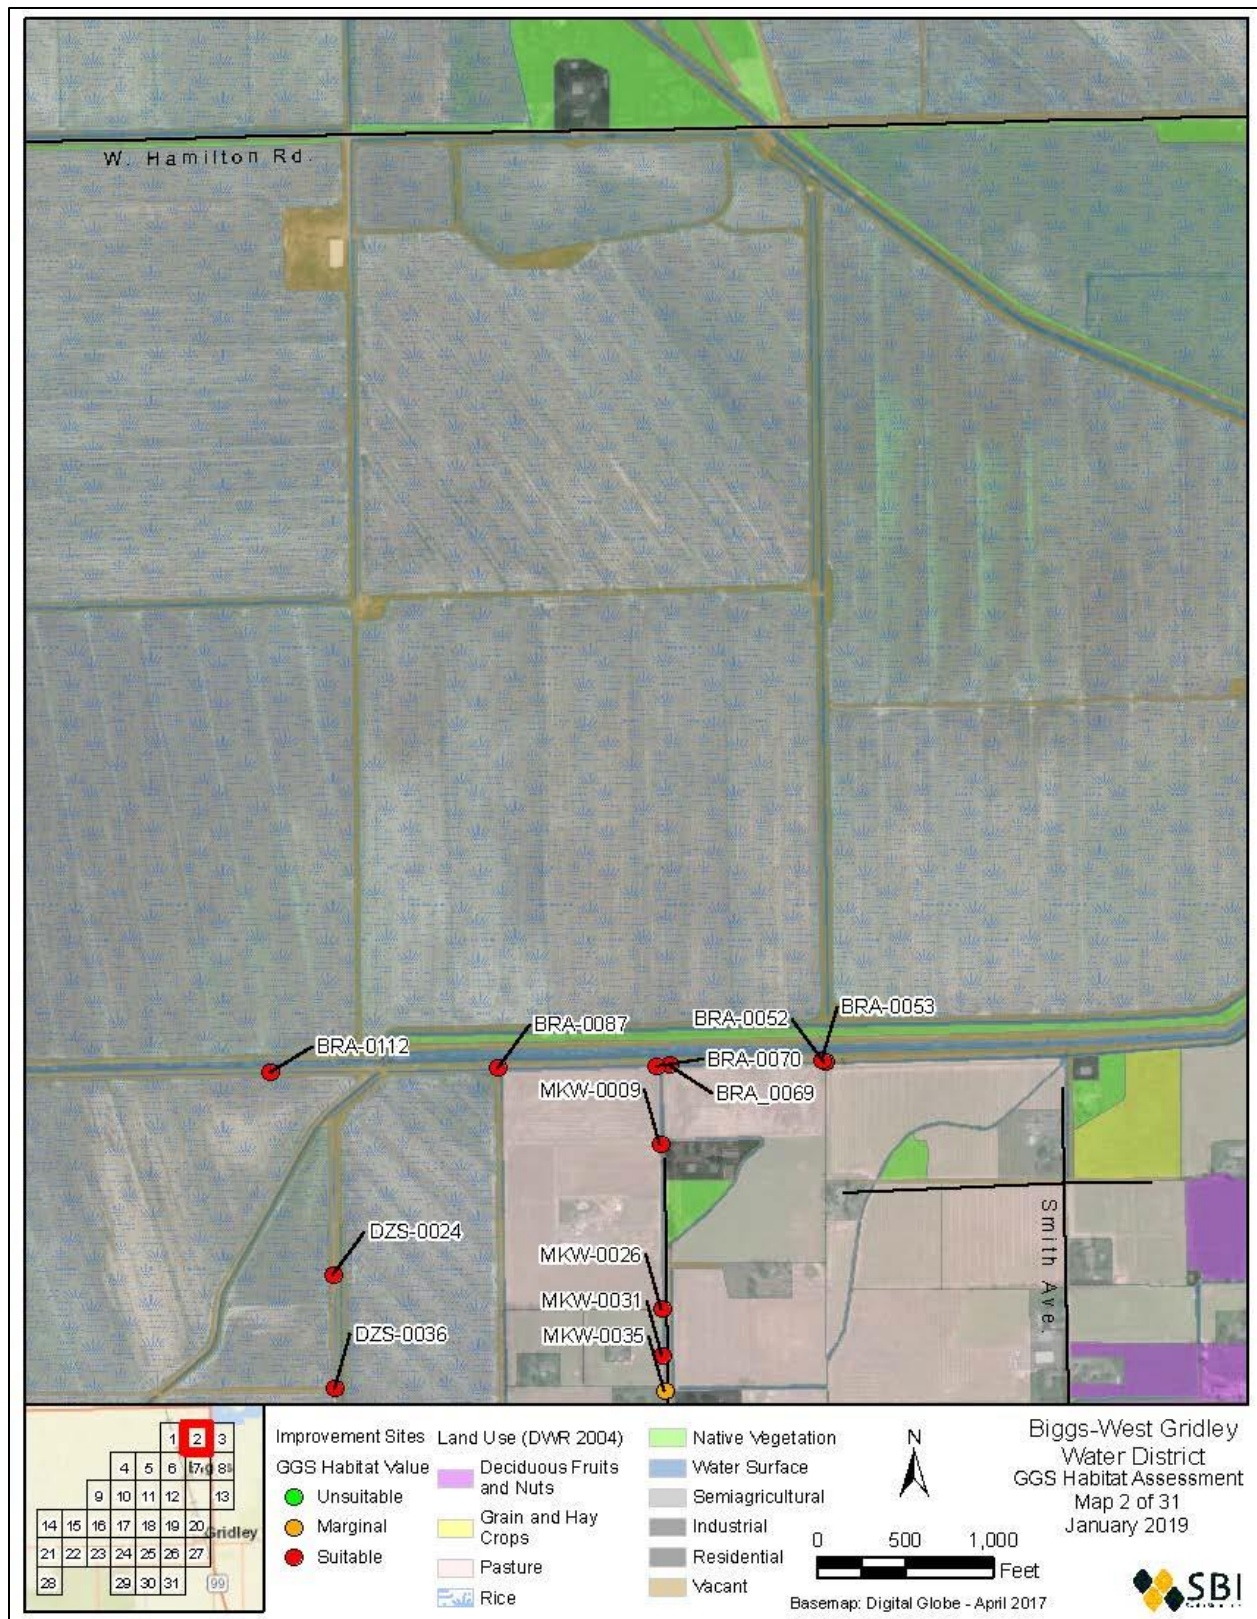 W. Hamilton Rd.
BRA-0053
BRA-0052
BRA-0087
BRA-0112
BRA-0070
BRA_0069
MKW-0009
Smith Ave.
DZS-0024
MKW-0026
MKW-0031
DZS-0036
MKW-0035
1 2 3
4 5 6 7 8
9 10 11 12 13
14 15 16 17 18 19 20
Gridley
21 22 23 24 25 26 27
28 29 30 31
99
Improvement Sites
GGS Habitat Value
Unsuitable
Marginal
Suitable
Land Use (DWR 2004)
Deciduous Fruits
and Nuts
Grain and Hay
Crops
Pasture
Rice
Native Vegetation
Water Surface
Semiagricultural
Industrial
Residential
Vacant
N
0 500 1,000
Feet
Basemap: Digital Globe - April 2017
Biggs-West Gridley
Water District
GGS Habitat Assessment
Map 2 of 31
January 2019
SBI